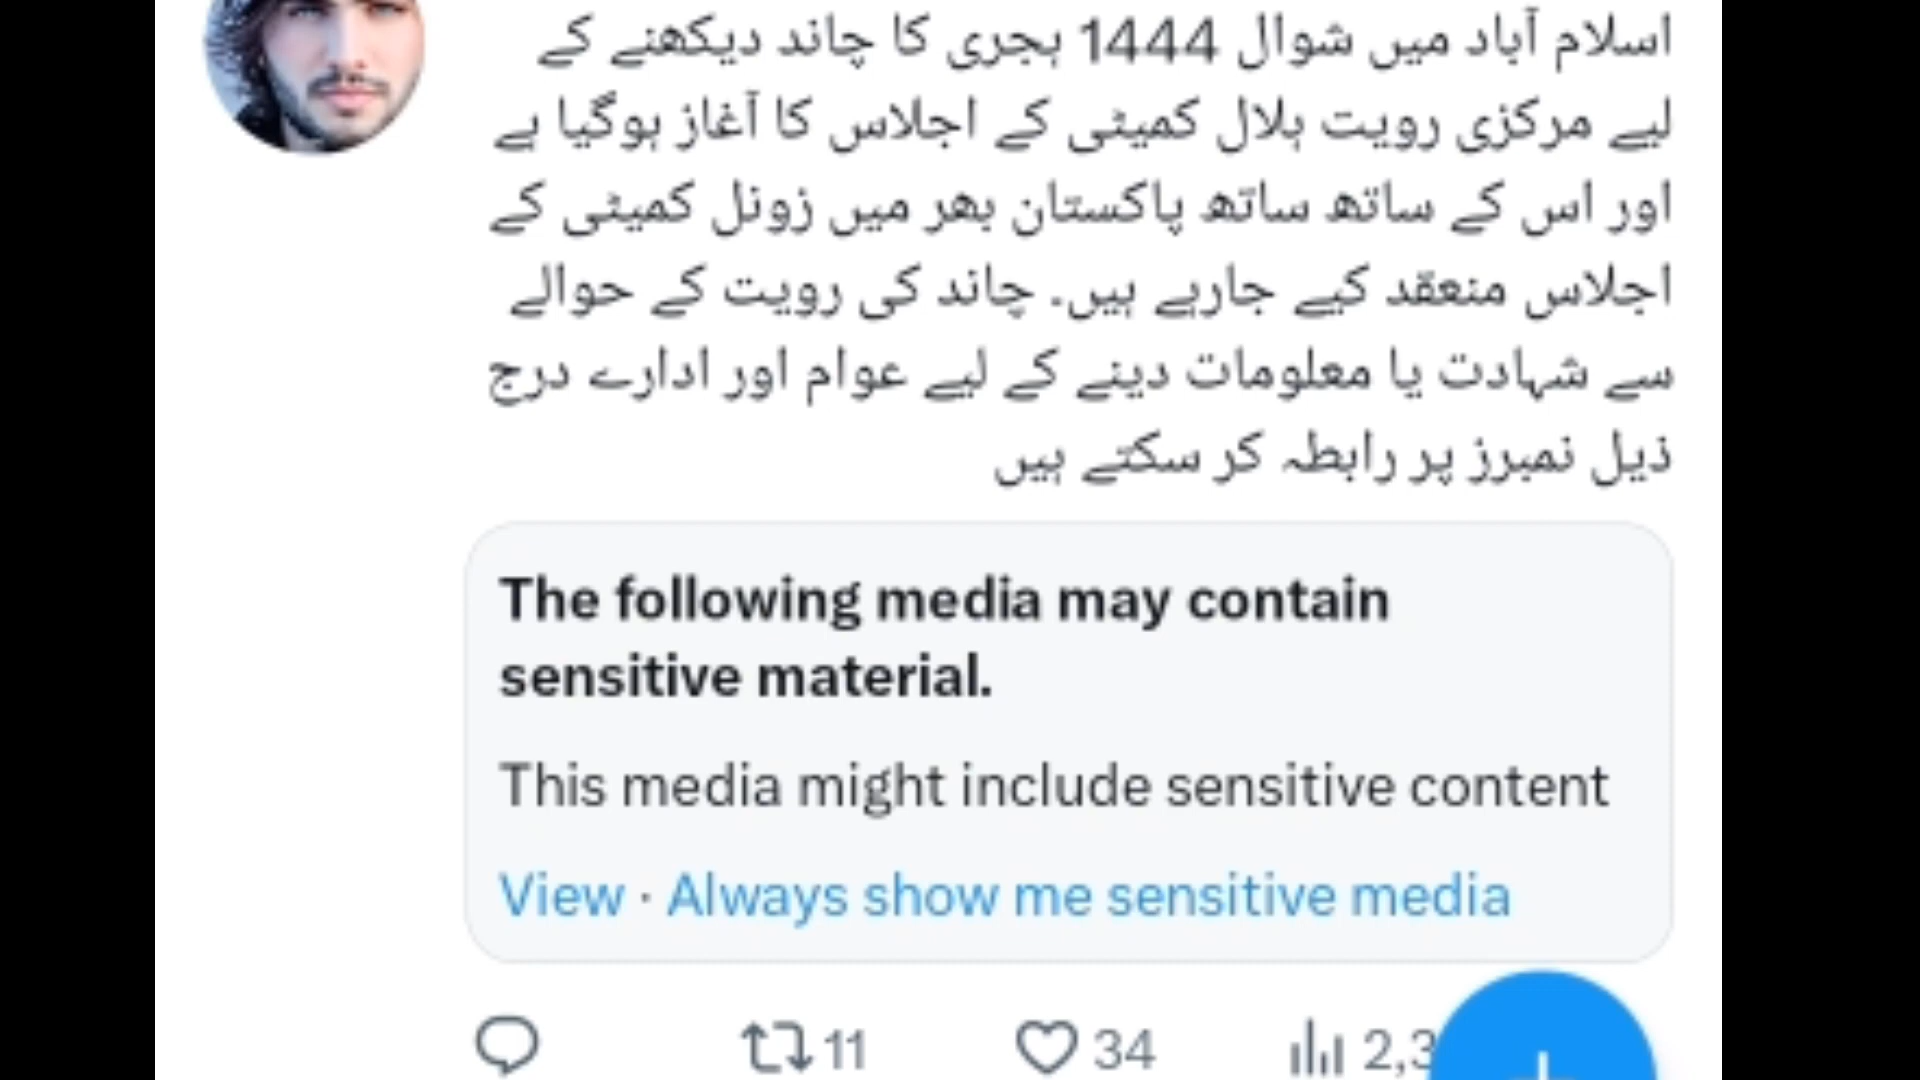 اسلام آباد میں شوال 1444 ہجری کا چاند دیکھنے کے
لیے مرکزی رویت ہلال کمیٹی کے اجلاس کا آغاز ہوگیا ہے
اور اس کے ساتھ ساتھ پاکستان بھر میں زونل کمیٹی کے
اجلاس منعقد کیے جارہے ہیں۔ چاند کی رویت کے حوالے
سے شہادت یا معلومات دینے کے لیے عوام اور ادارے درج
ذیل نمبرز پر رابطہ کر سکتے ہیں
The following media may contain
sensitive material.
This media might include sensitive content
View · Always show me sensitive media
11 34